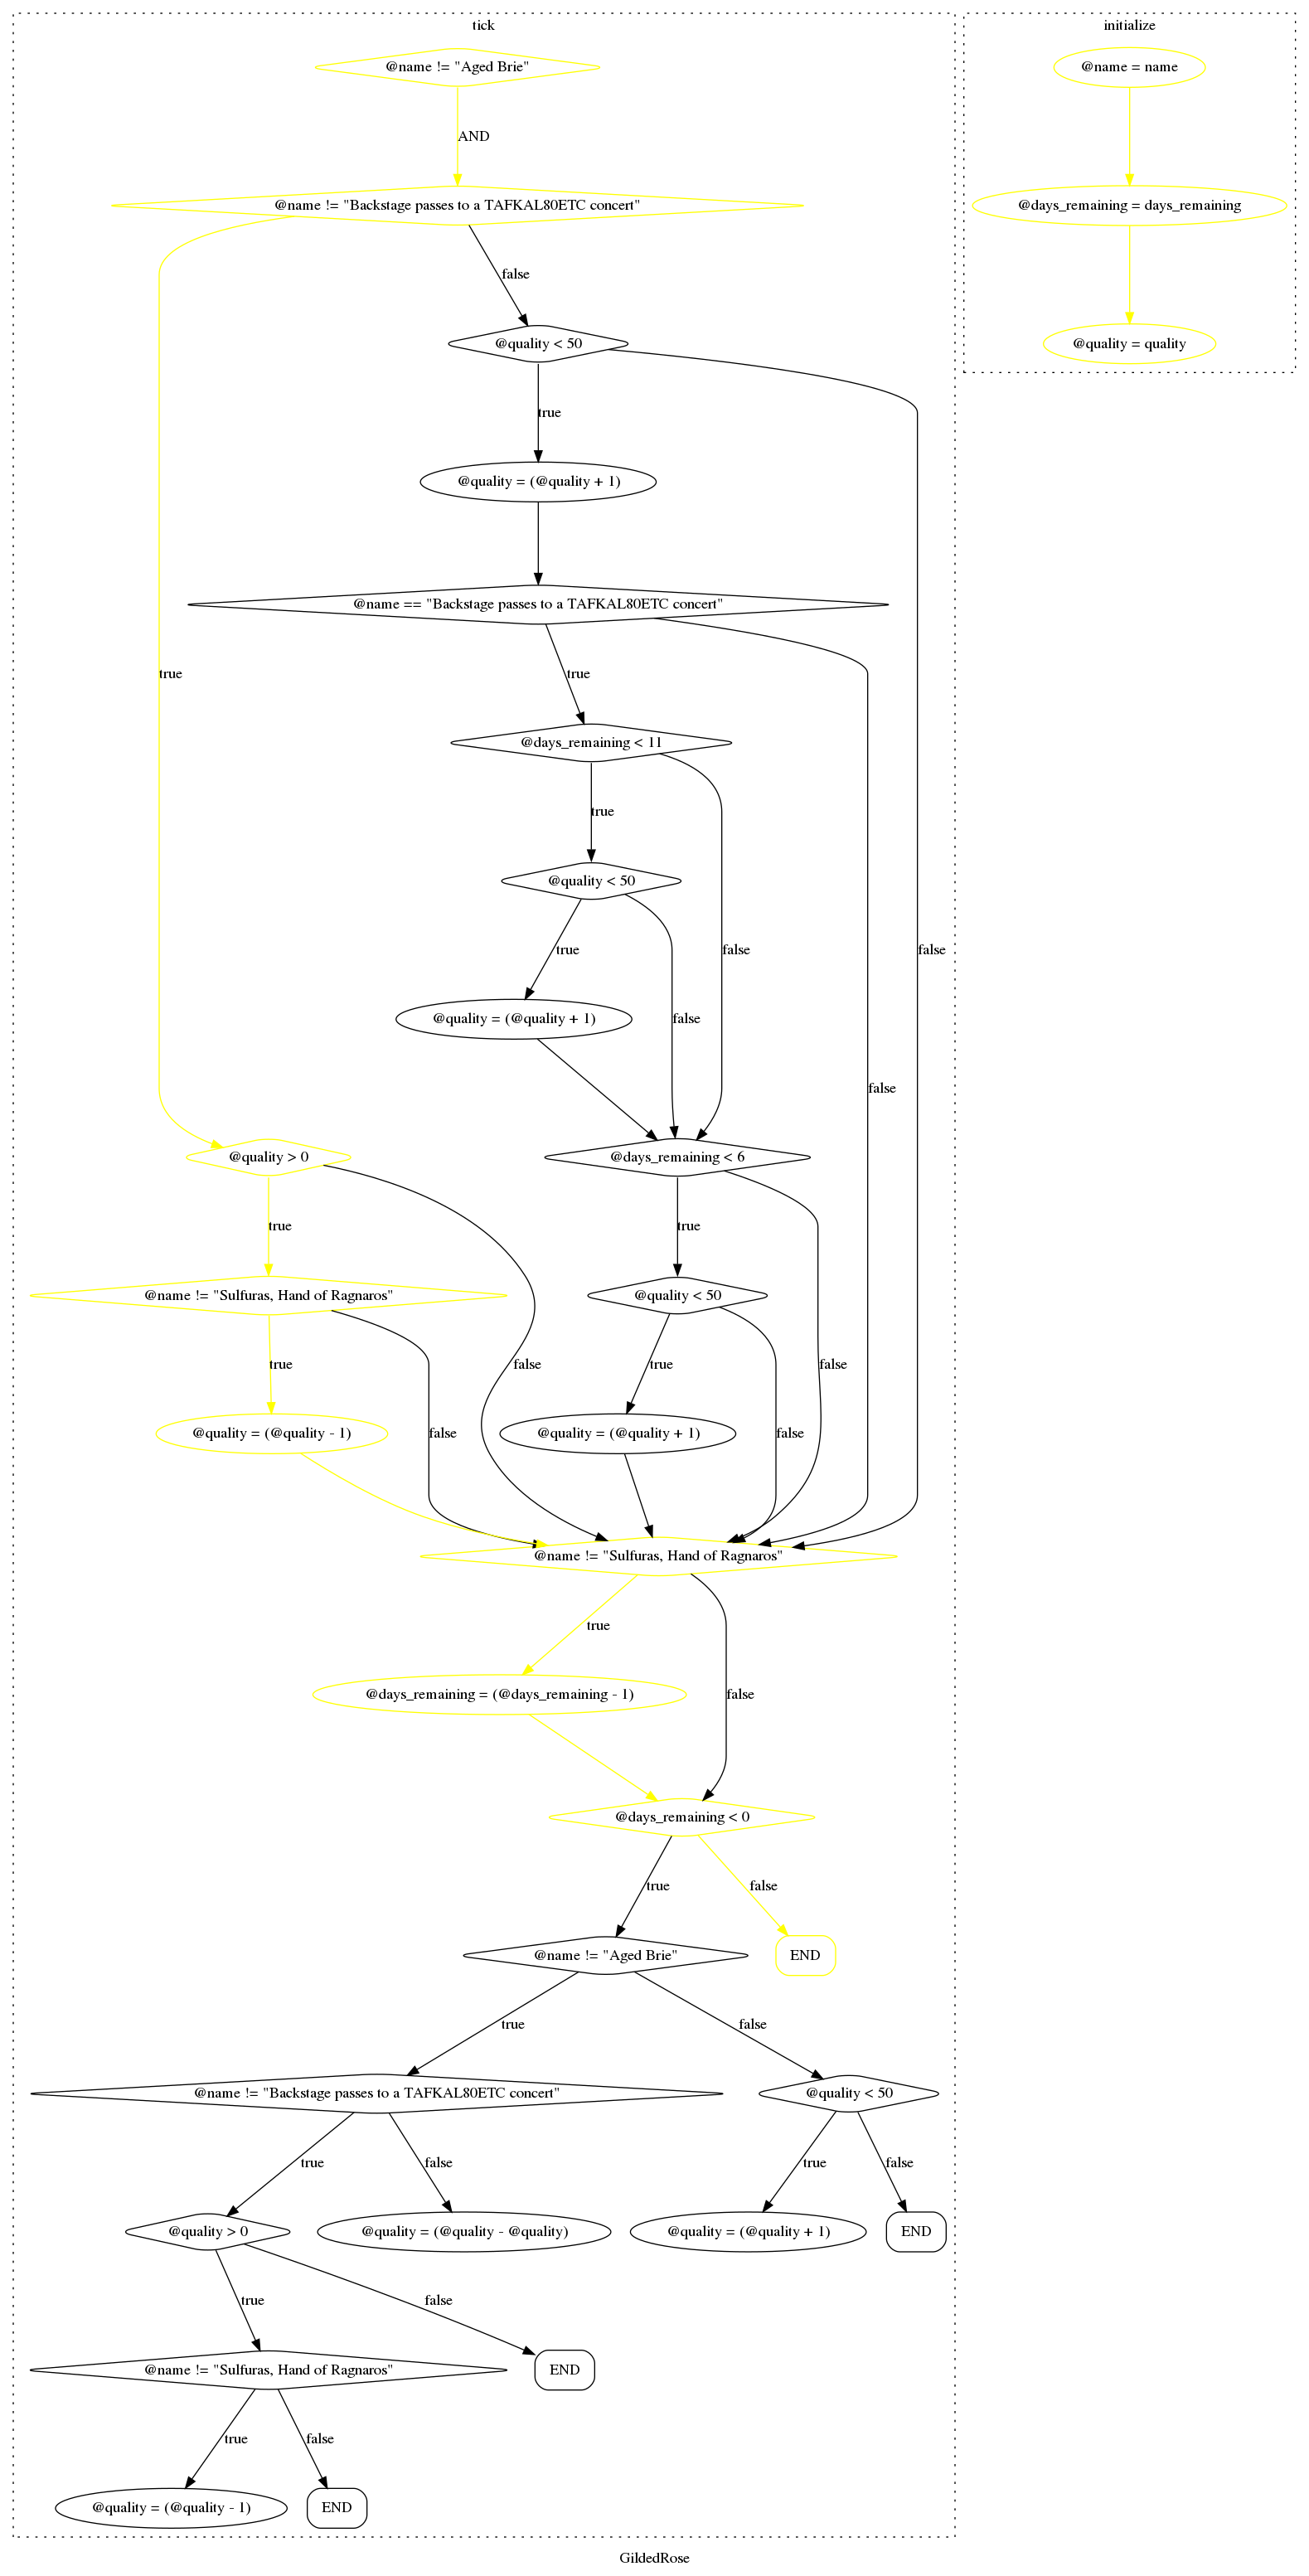 tick
initialize
@name != "Aged Brie"
@name = name
AND
@name != "Backstage passes to a TAFKAL80ETC concert"
@days_remaining = days_remaining
false
@quality < 50
@quality = quality
true
@quality = (@quality + 1)
@name == "Backstage passes to a TAFKAL80ETC concert"
true
true
@days_remaining < 11
true
@quality < 50
true
false
false
@quality = (@quality + 1)
false
false
@quality > 0
@days_remaining < 6
true
true
@name != "Sulfuras, Hand of Ragnaros"
@quality < 50
true
false
true
false
@quality = (@quality - 1)
false
@quality = (@quality + 1)
false
@name != "Sulfuras, Hand of Ragnaros"
true
@days_remaining = (@days_remaining - 1)
false
@days_remaining < 0
true
false
@name != "Aged Brie"
END
true
false
@name != "Backstage passes to a TAFKAL80ETC concert"
@quality < 50
true
false
true
false
@quality > 0
@quality = (@quality - @quality)
@quality = (@quality + 1)
END
true
false
@name != "Sulfuras, Hand of Ragnaros"
END
true
false
@quality = (@quality - 1)
END
GildedRose